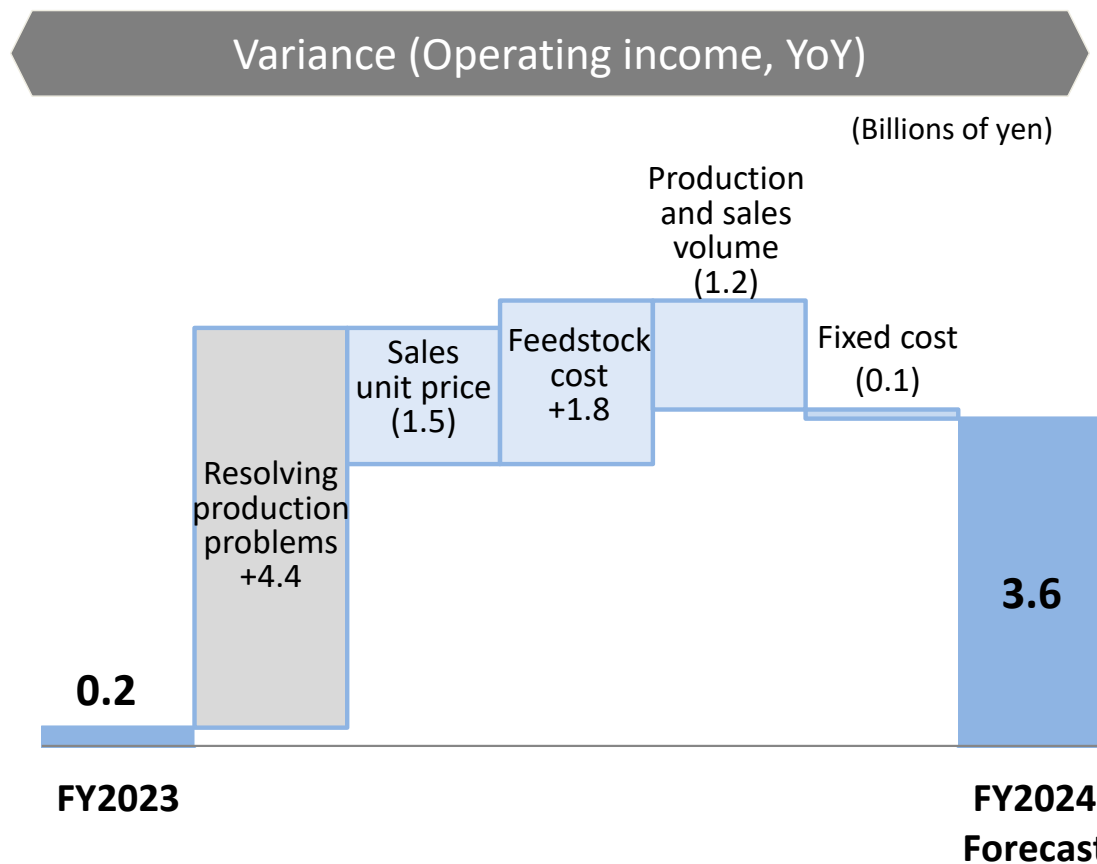 Variance (Operating income, YoY)
(Billions of yen)
Production
and sales
volume
(1.2)
Fixed cost
(0.1)
Feedstock
cost
+1.8
Sales
unit price
(1.5)
Resolving
production
problems
+4.4
3.6
0.2
FY2023
FY2024
Forecast